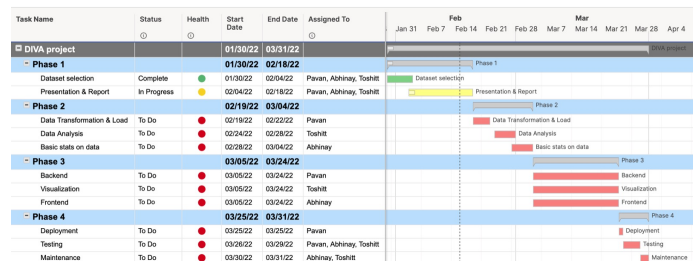 Task Name Status Health Start Date End Date Assigned To Feb Mar
Jan 31 Feb 7 Feb 14 Feb 21 Feb 28 Mar 7 Mar 14 Mar 21 Mar 28 Apr 4
DIVA project 01/30/22 03/31/22 DIVA project
Phase 1 01/30/22 02/18/22 Phase 1
Dataset selection Complete 01/30/22 02/04/22 Pavan, Abhinay, Toshitt Dataset selection
Presentation & Report In Progress 02/04/22 02/18/22 Pavan, Abhinay, Toshitt Presentation & Report
Phase 2 02/19/22 03/04/22 Phase 2
Data Transformation & Load To Do 02/19/22 02/22/22 Pavan Data Transformation & Load
Data Analysis To Do 02/24/22 02/28/22 Toshitt Data Analysis
Basic stats on data To Do 02/28/22 03/04/22 Abhinay Basic stats on data
Phase 3 03/05/22 03/24/22 Phase 3
Backend To Do 03/05/22 03/24/22 Pavan Backend
Visualization To Do 03/05/22 03/24/22 Toshitt Visualization
Frontend To Do 03/05/22 03/24/22 Abhinay Frontend
Phase 4 03/25/22 03/31/22 Phase 4
Deployment To Do 03/25/22 03/25/22 Pavan Deployment
Testing To Do 03/26/22 03/29/22 Pavan, Abhinay, Toshitt Testing
Maintenance To Do 03/30/22 03/31/22 Abhinay, Toshitt Maintenance